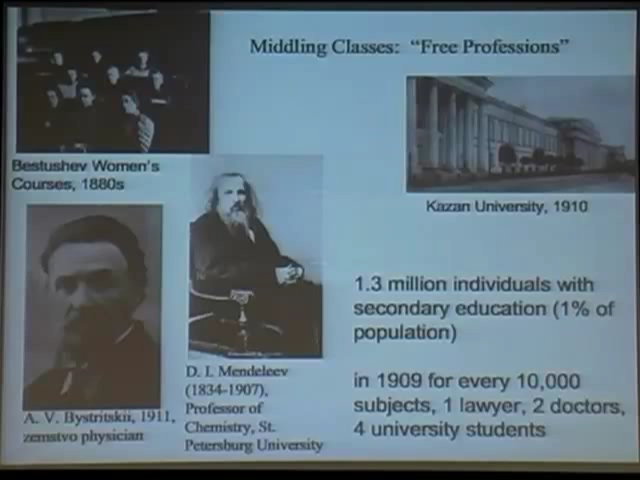 Middling Classes: “Free Professions”
Bestushev Women's
Courses, 1880s
Kazan University, 1910
1.3 million individuals with
secondary education (1% of
population)
in 1909 for every 10,000
subjects, 1 lawyer, 2 doctors,
4 university students
D. I. Mendeleev
(1834-1907),
Professor of
Chemistry, St.
Petersburg University
A. V. Bystritskii, 1911,
zemstvo physician